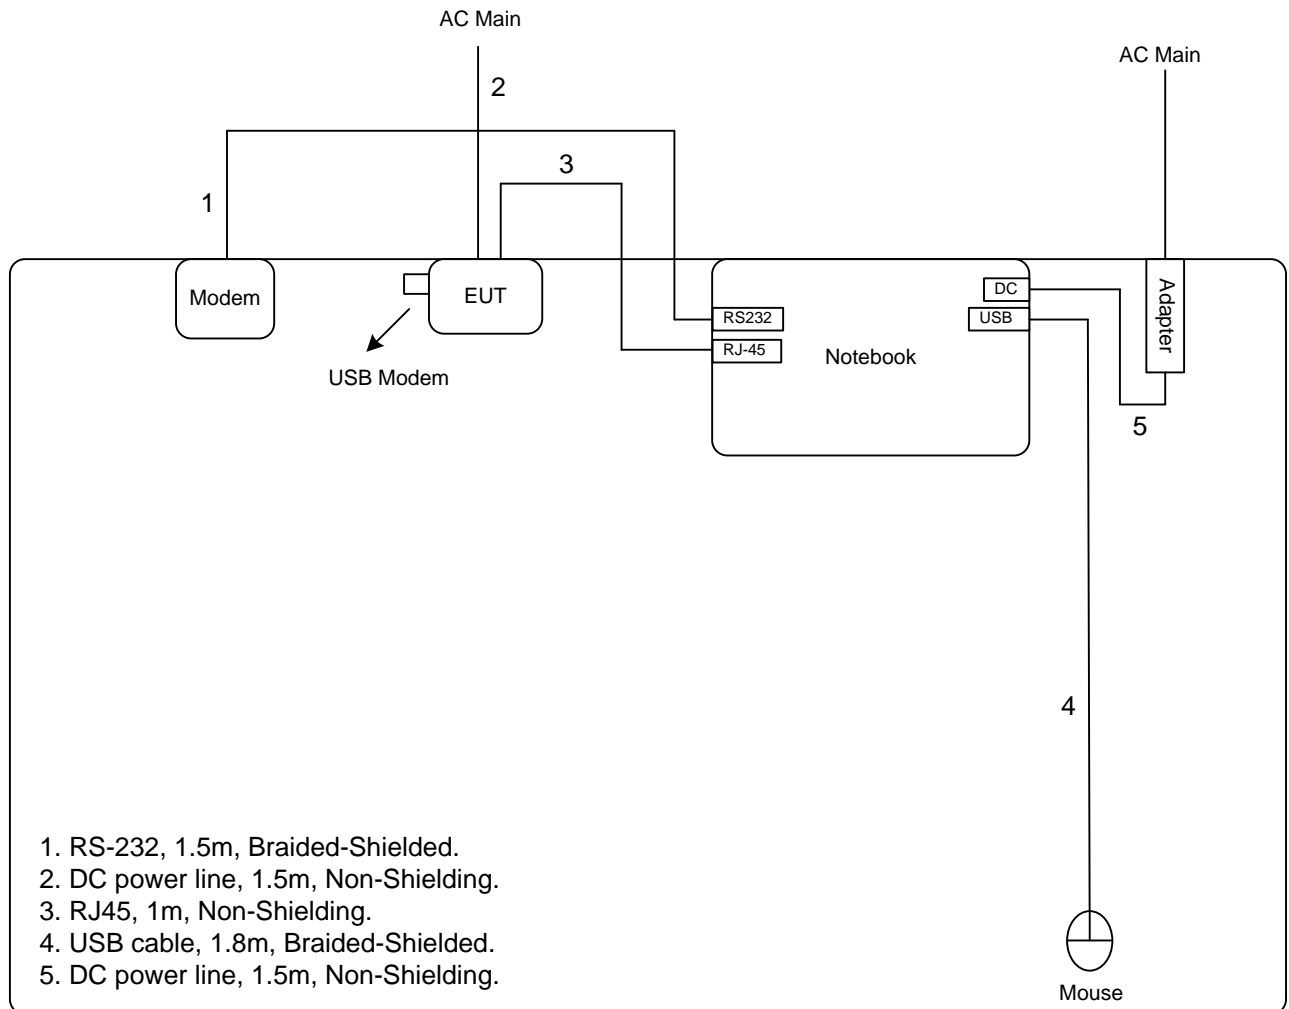 AC Main
AC Main
2
3
1
Modem
EUT
DC
Adapter
RS232
USB
RJ-45
Notebook
USB Modem
5
4
1. RS-232, 1.5m, Braided-Shielded.
2. DC power line, 1.5m, Non-Shielding.
3. RJ45, 1m, Non-Shielding.
4. USB cable, 1.8m, Braided-Shielded.
5. DC power line, 1.5m, Non-Shielding.
Mouse